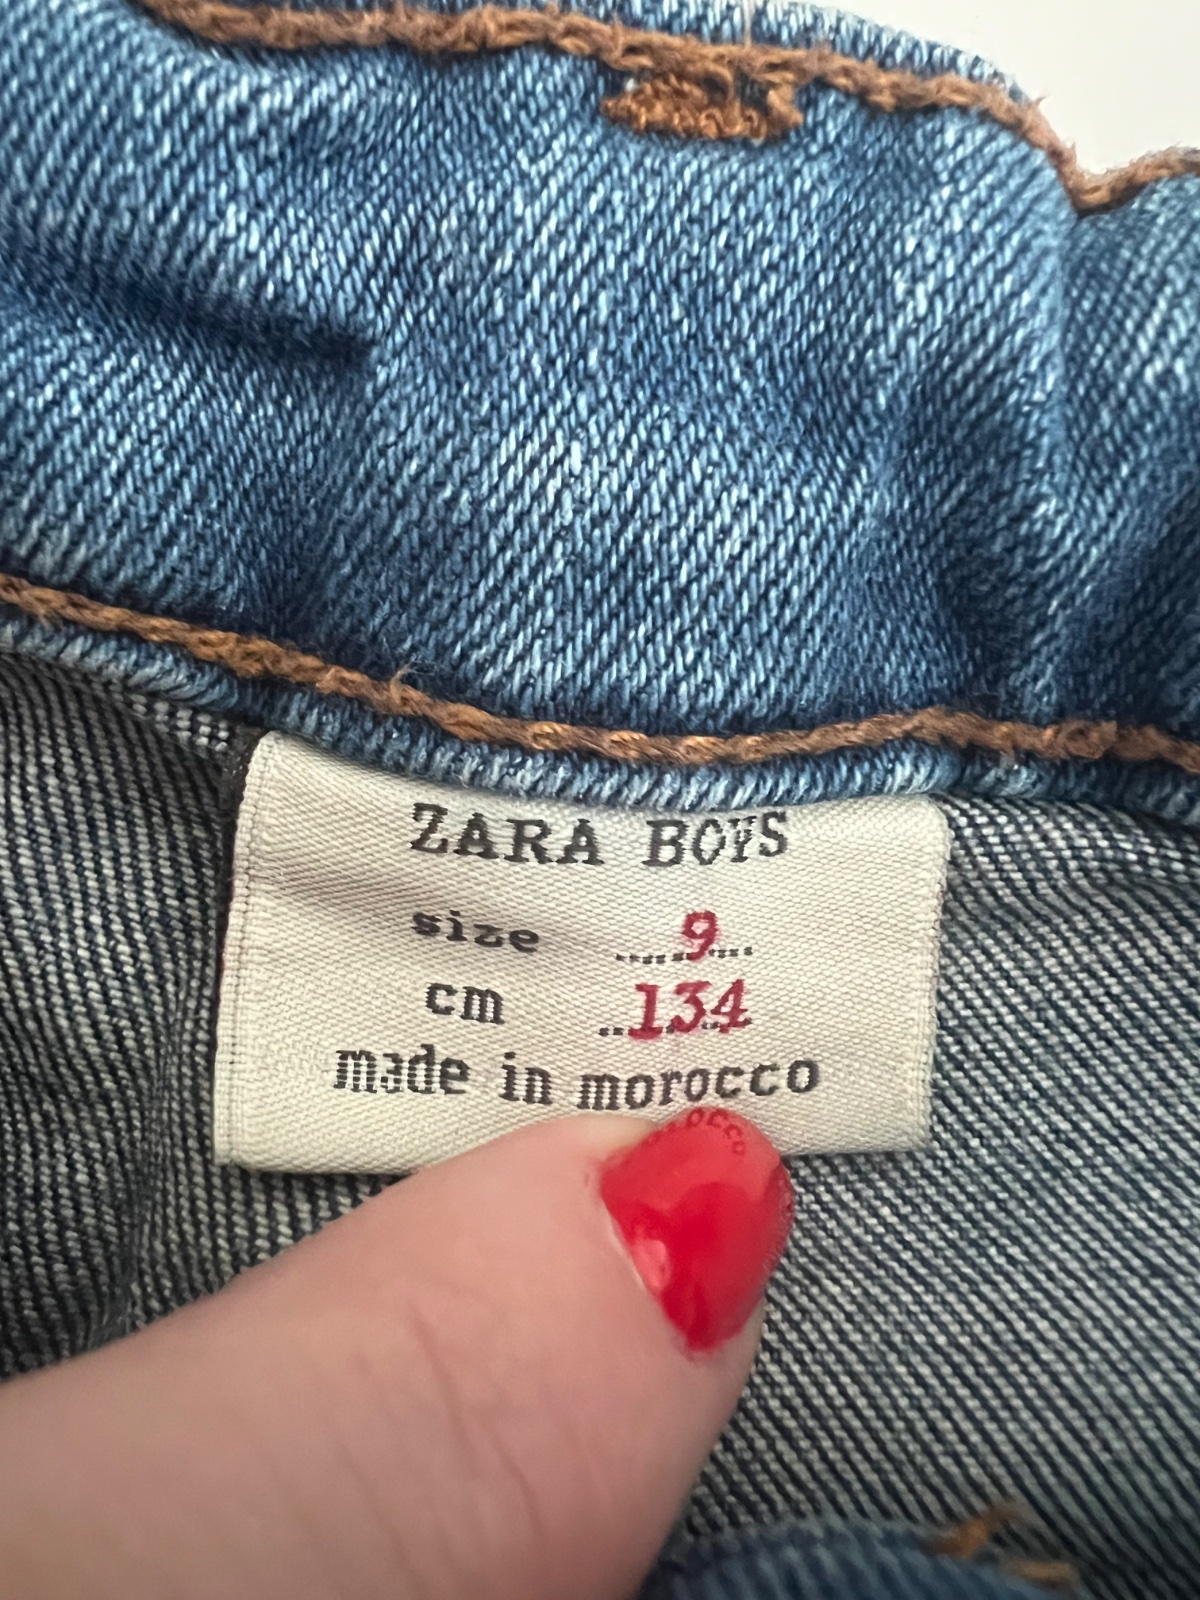 ZARA BOYS
size 9
cm 134
made in morocco